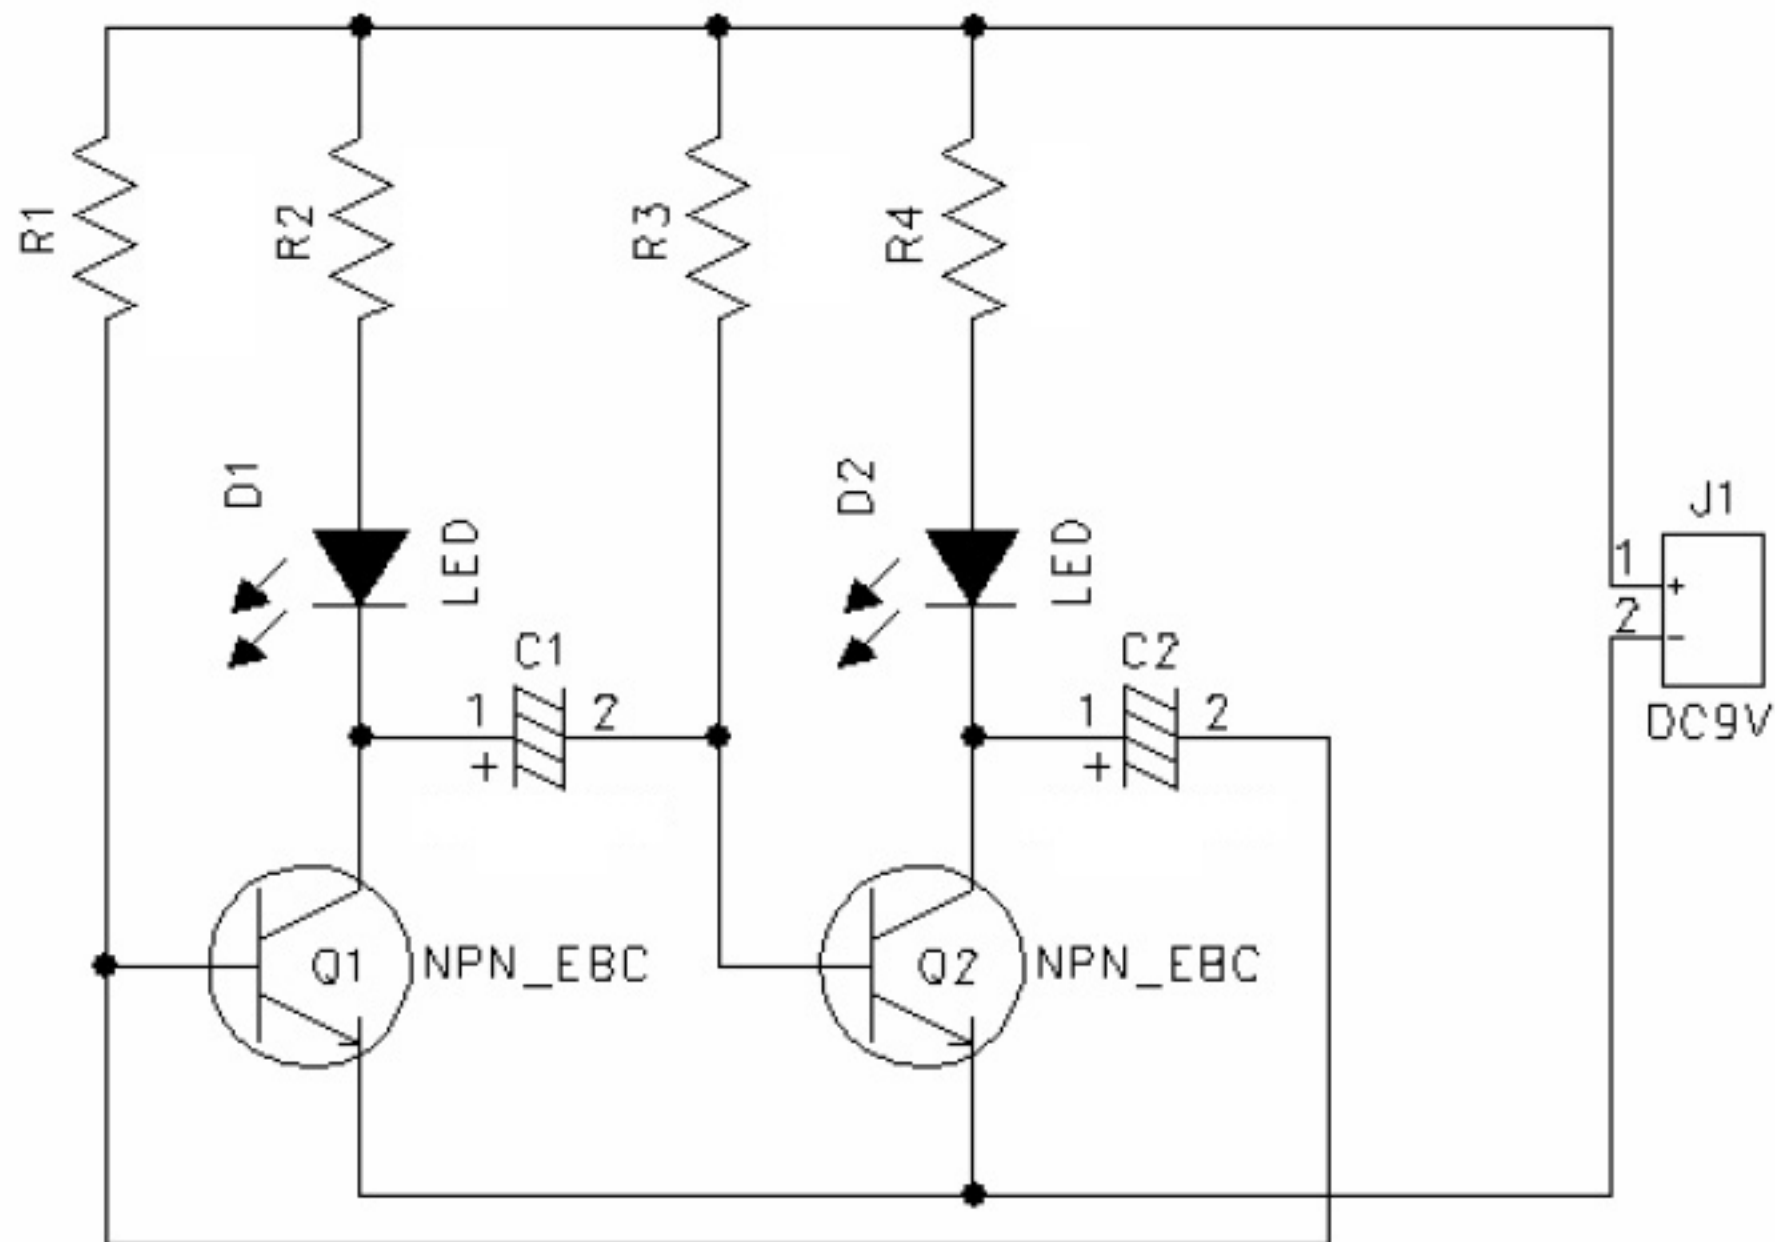 R1
R2
R3
R4
D1
LED
D2
LED
J1
1
+
2
-
DC9V
C1
1
2
+
C2
1
2
+
Q1
NPN_EBC
Q2
NPN_EBC